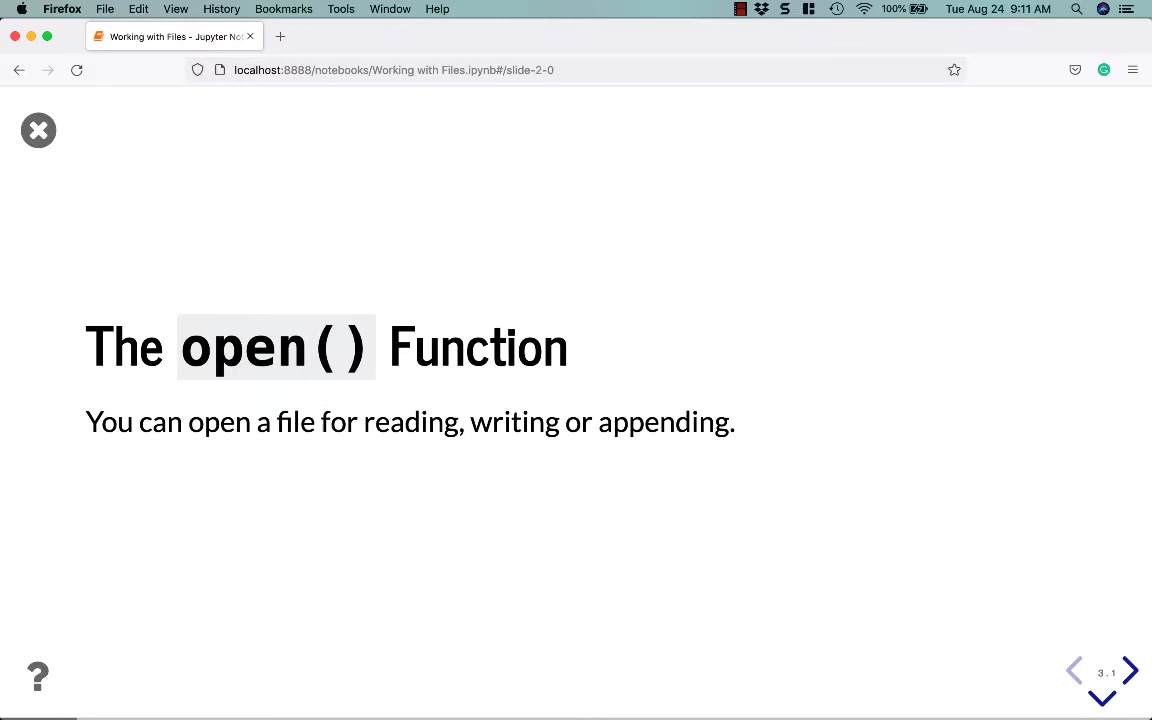 Firefox File Edit View History Bookmarks Tools Window Help 100% Tue Aug 24 9:11 AM
Working with Files - Jupyter Not
localhost:8888/notebooks/Working with Files.ipynb#/slide-2-0
The open() Function
You can open a file for reading, writing or appending.
?
3.1